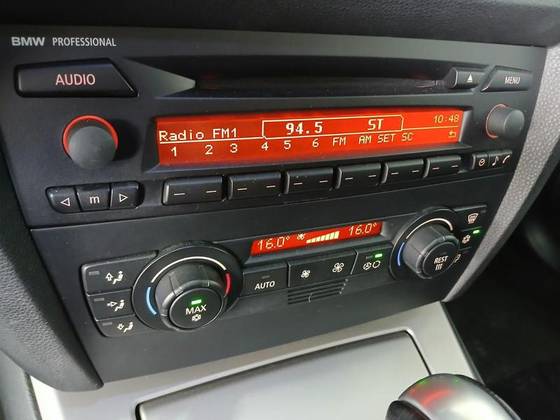 BMW PROFESSIONAL
AUDIO
MENU
94.5 ST 10:48
Radio FM1
1 2 3 4 5 6 FM AM SET SC
m
16.0° 16.0°
AUTO
MAX
REST